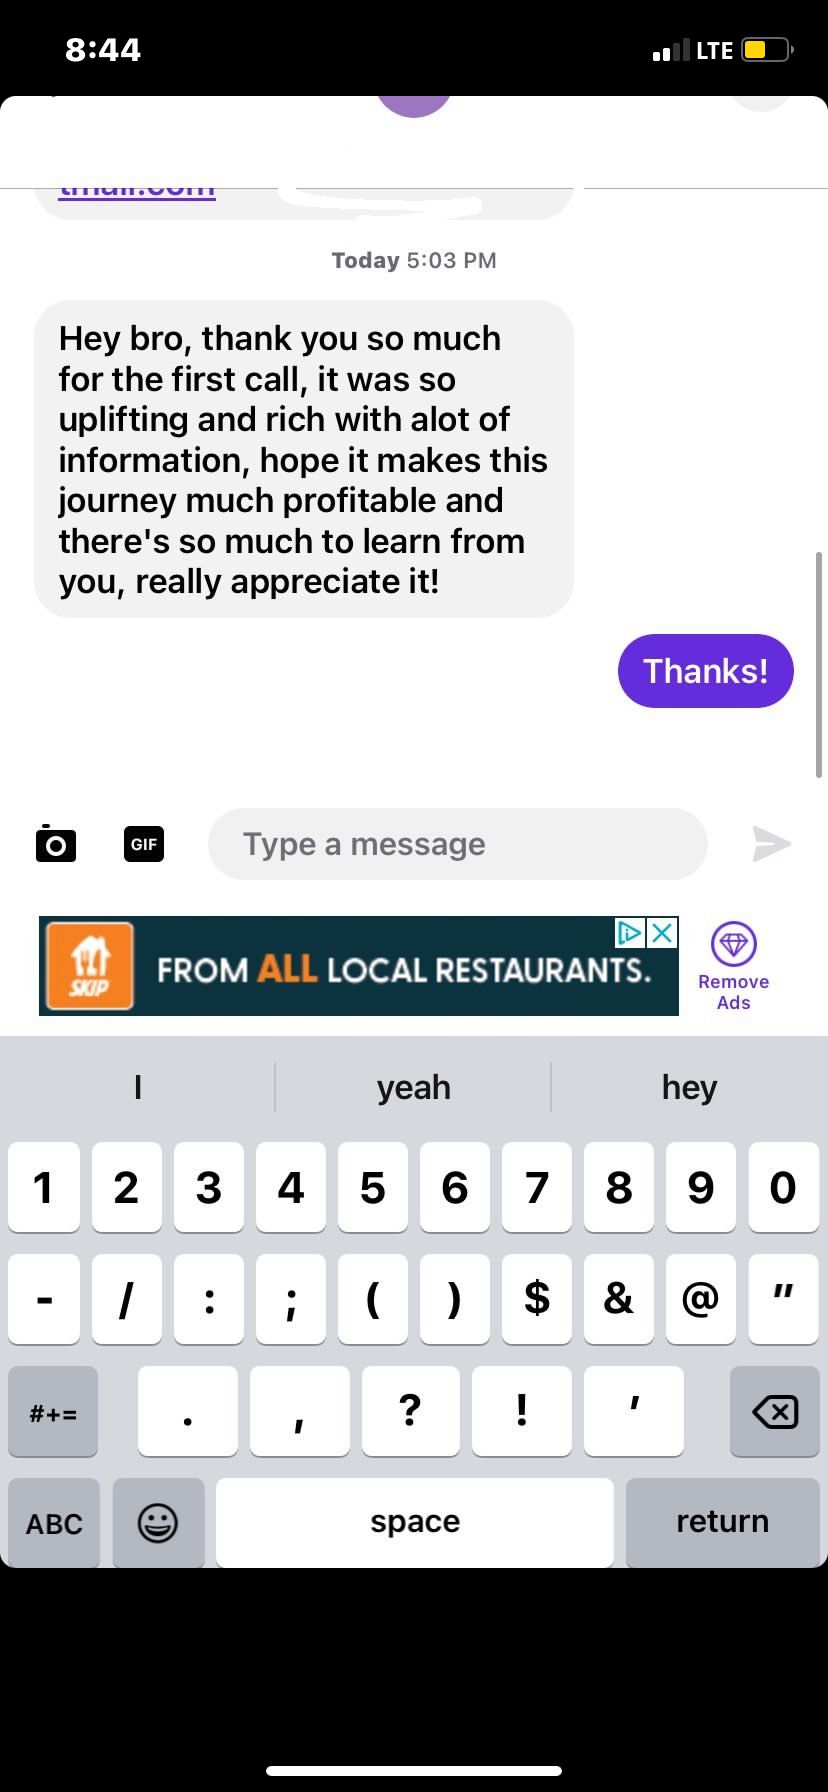 8:44
LTE
Today 5:03 PM
Hey bro, thank you so much
for the first call, it was so
uplifting and rich with alot of
information, hope it makes this
journey much profitable and
there's so much to learn from
you, really appreciate it!
Thanks!
GIF
Type a message
SKIP
FROM ALL LOCAL RESTAURANTS.
Remove
Ads
I yeah hey
1 2 3 4 5 6 7 8 9 0
- / : ; ( ) $ & @ "
#+= . , ? ! '
ABC space return